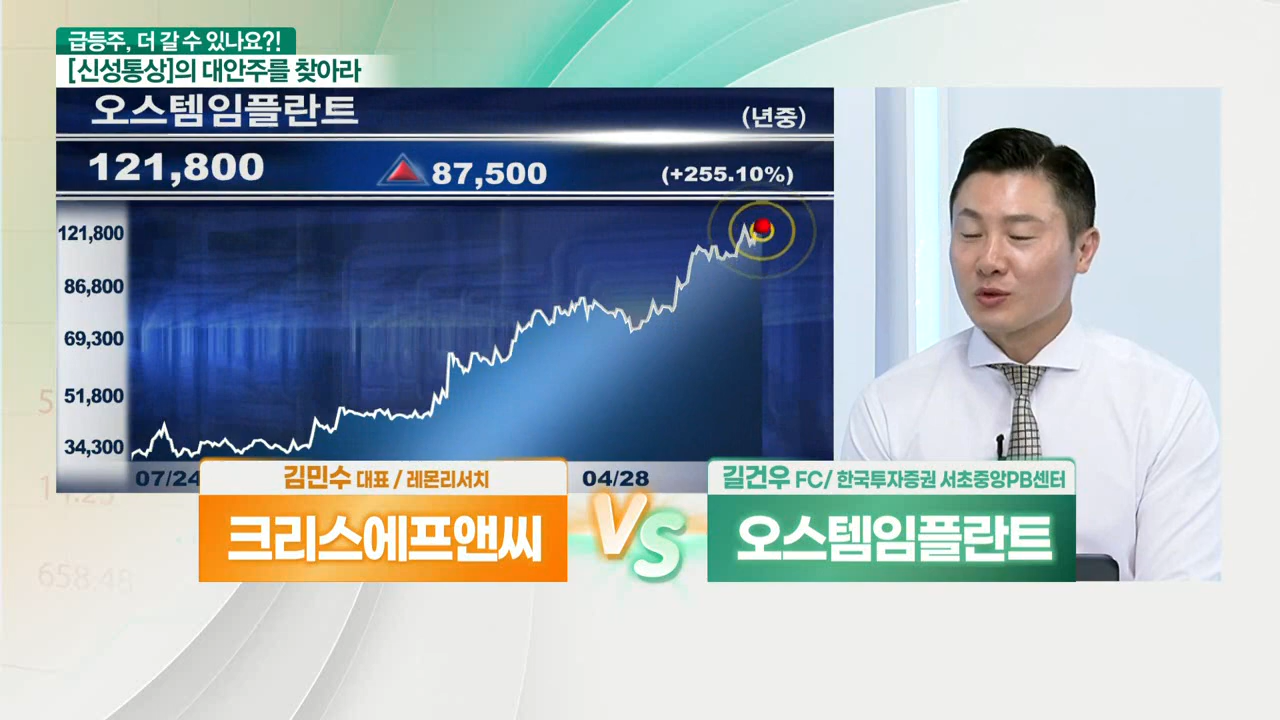 급등주, 더 갈 수 있나요?!
[신성통상]의 대안주를 찾아라
오스템임플란트 (년중)
121,800 ▲ 87,500 (+255.10%)
121,800
86,800
69,300
51,800
34,300
07/24 04/28
김민수 대표 / 레몬리서치
크리스에프앤씨
VS
길건우 FC/ 한국투자증권 서초중앙PB센터
오스템임플란트
658.48